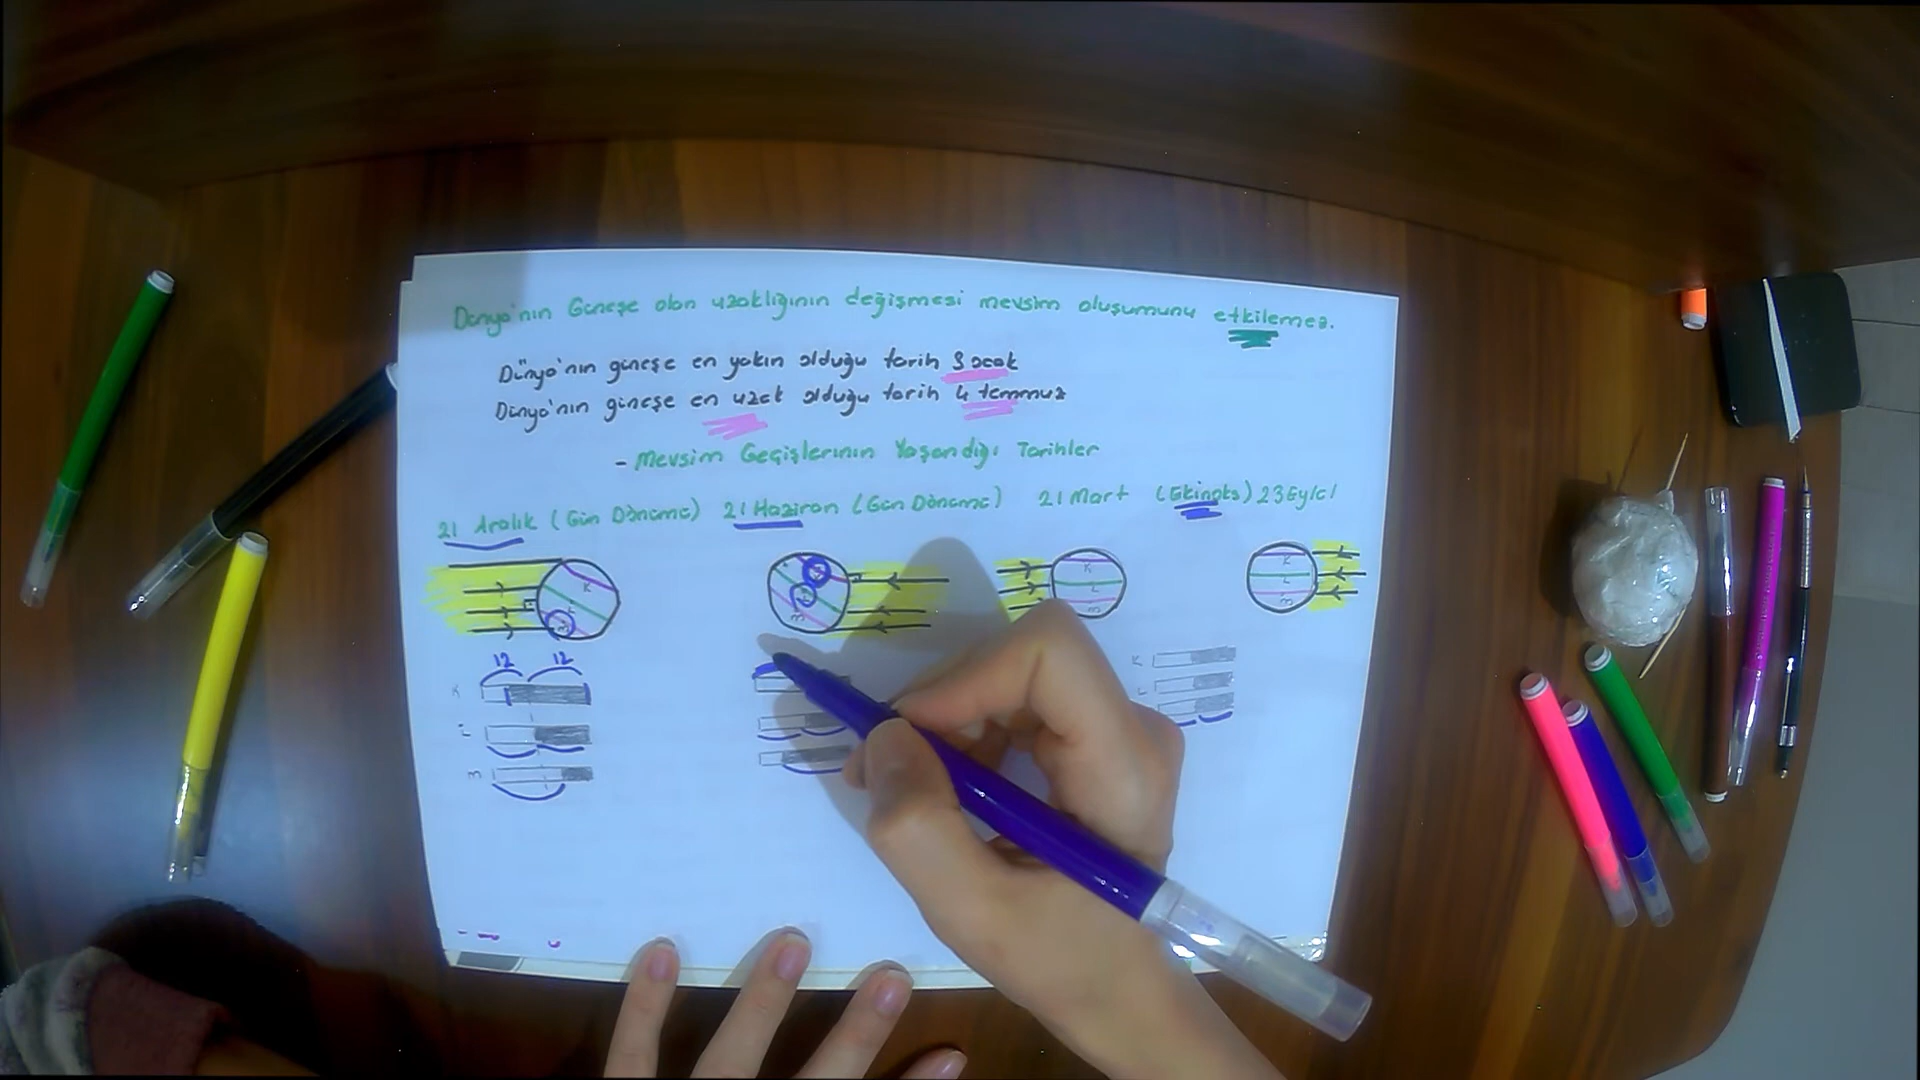 Dünya'nın Güneşe olan uzaklığının değişmesi mevsim oluşumunu etkilemez.
Dünya'nın güneşe en yakın olduğu tarih 3 ocak
Dünya'nın güneşe en uzak olduğu tarih 4 temmuz
- Mevsim Geçişlerinin Yaşandığı Tarihler
21 Aralık (Gün Dönümü) 21 Haziran (Gün Dönümü) 21 Mart (Ekinoks) 23 Eylül
K L m
m
K L m
K L m
12 12
K
L
m
K
L